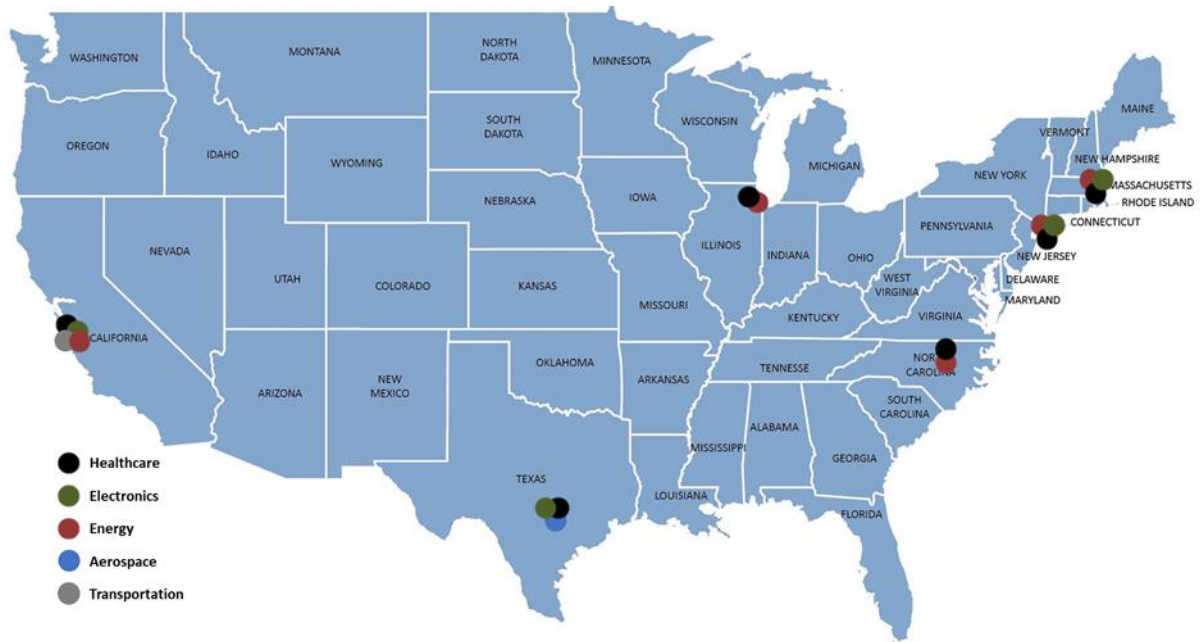 WASHINGTON
MONTANA
NORTH
DAKOTA
MINNESOTA
MAINE
OREGON
IDAHO
WYOMING
SOUTH
DAKOTA
WISCONSIN
MICHIGAN
VERMONT
NEW HAMPSHIRE
NEW YORK
MASSACHUSETTS
RHODE ISLAND
CONNECTICUT
NEBRASKA
IOWA
PENNSYLVANIA
NEVADA
UTAH
COLORADO
KANSAS
MISSOURI
ILLINOIS
INDIANA
OHIO
WEST
VIRGINIA
NEW JERSEY
DELAWARE
MARYLAND
VIRGINIA
KENTUCKY
CALIFORNIA
ARIZONA
NEW
MEXICO
OKLAHOMA
ARKANSAS
TENNESSE
NORTH
CAROLINA
SOUTH
CAROLINA
MISSISSIPPI
ALABAMA
GEORGIA
TEXAS
LOUISIANA
FLORIDA
Healthcare
Electronics
Energy
Aerospace
Transportation